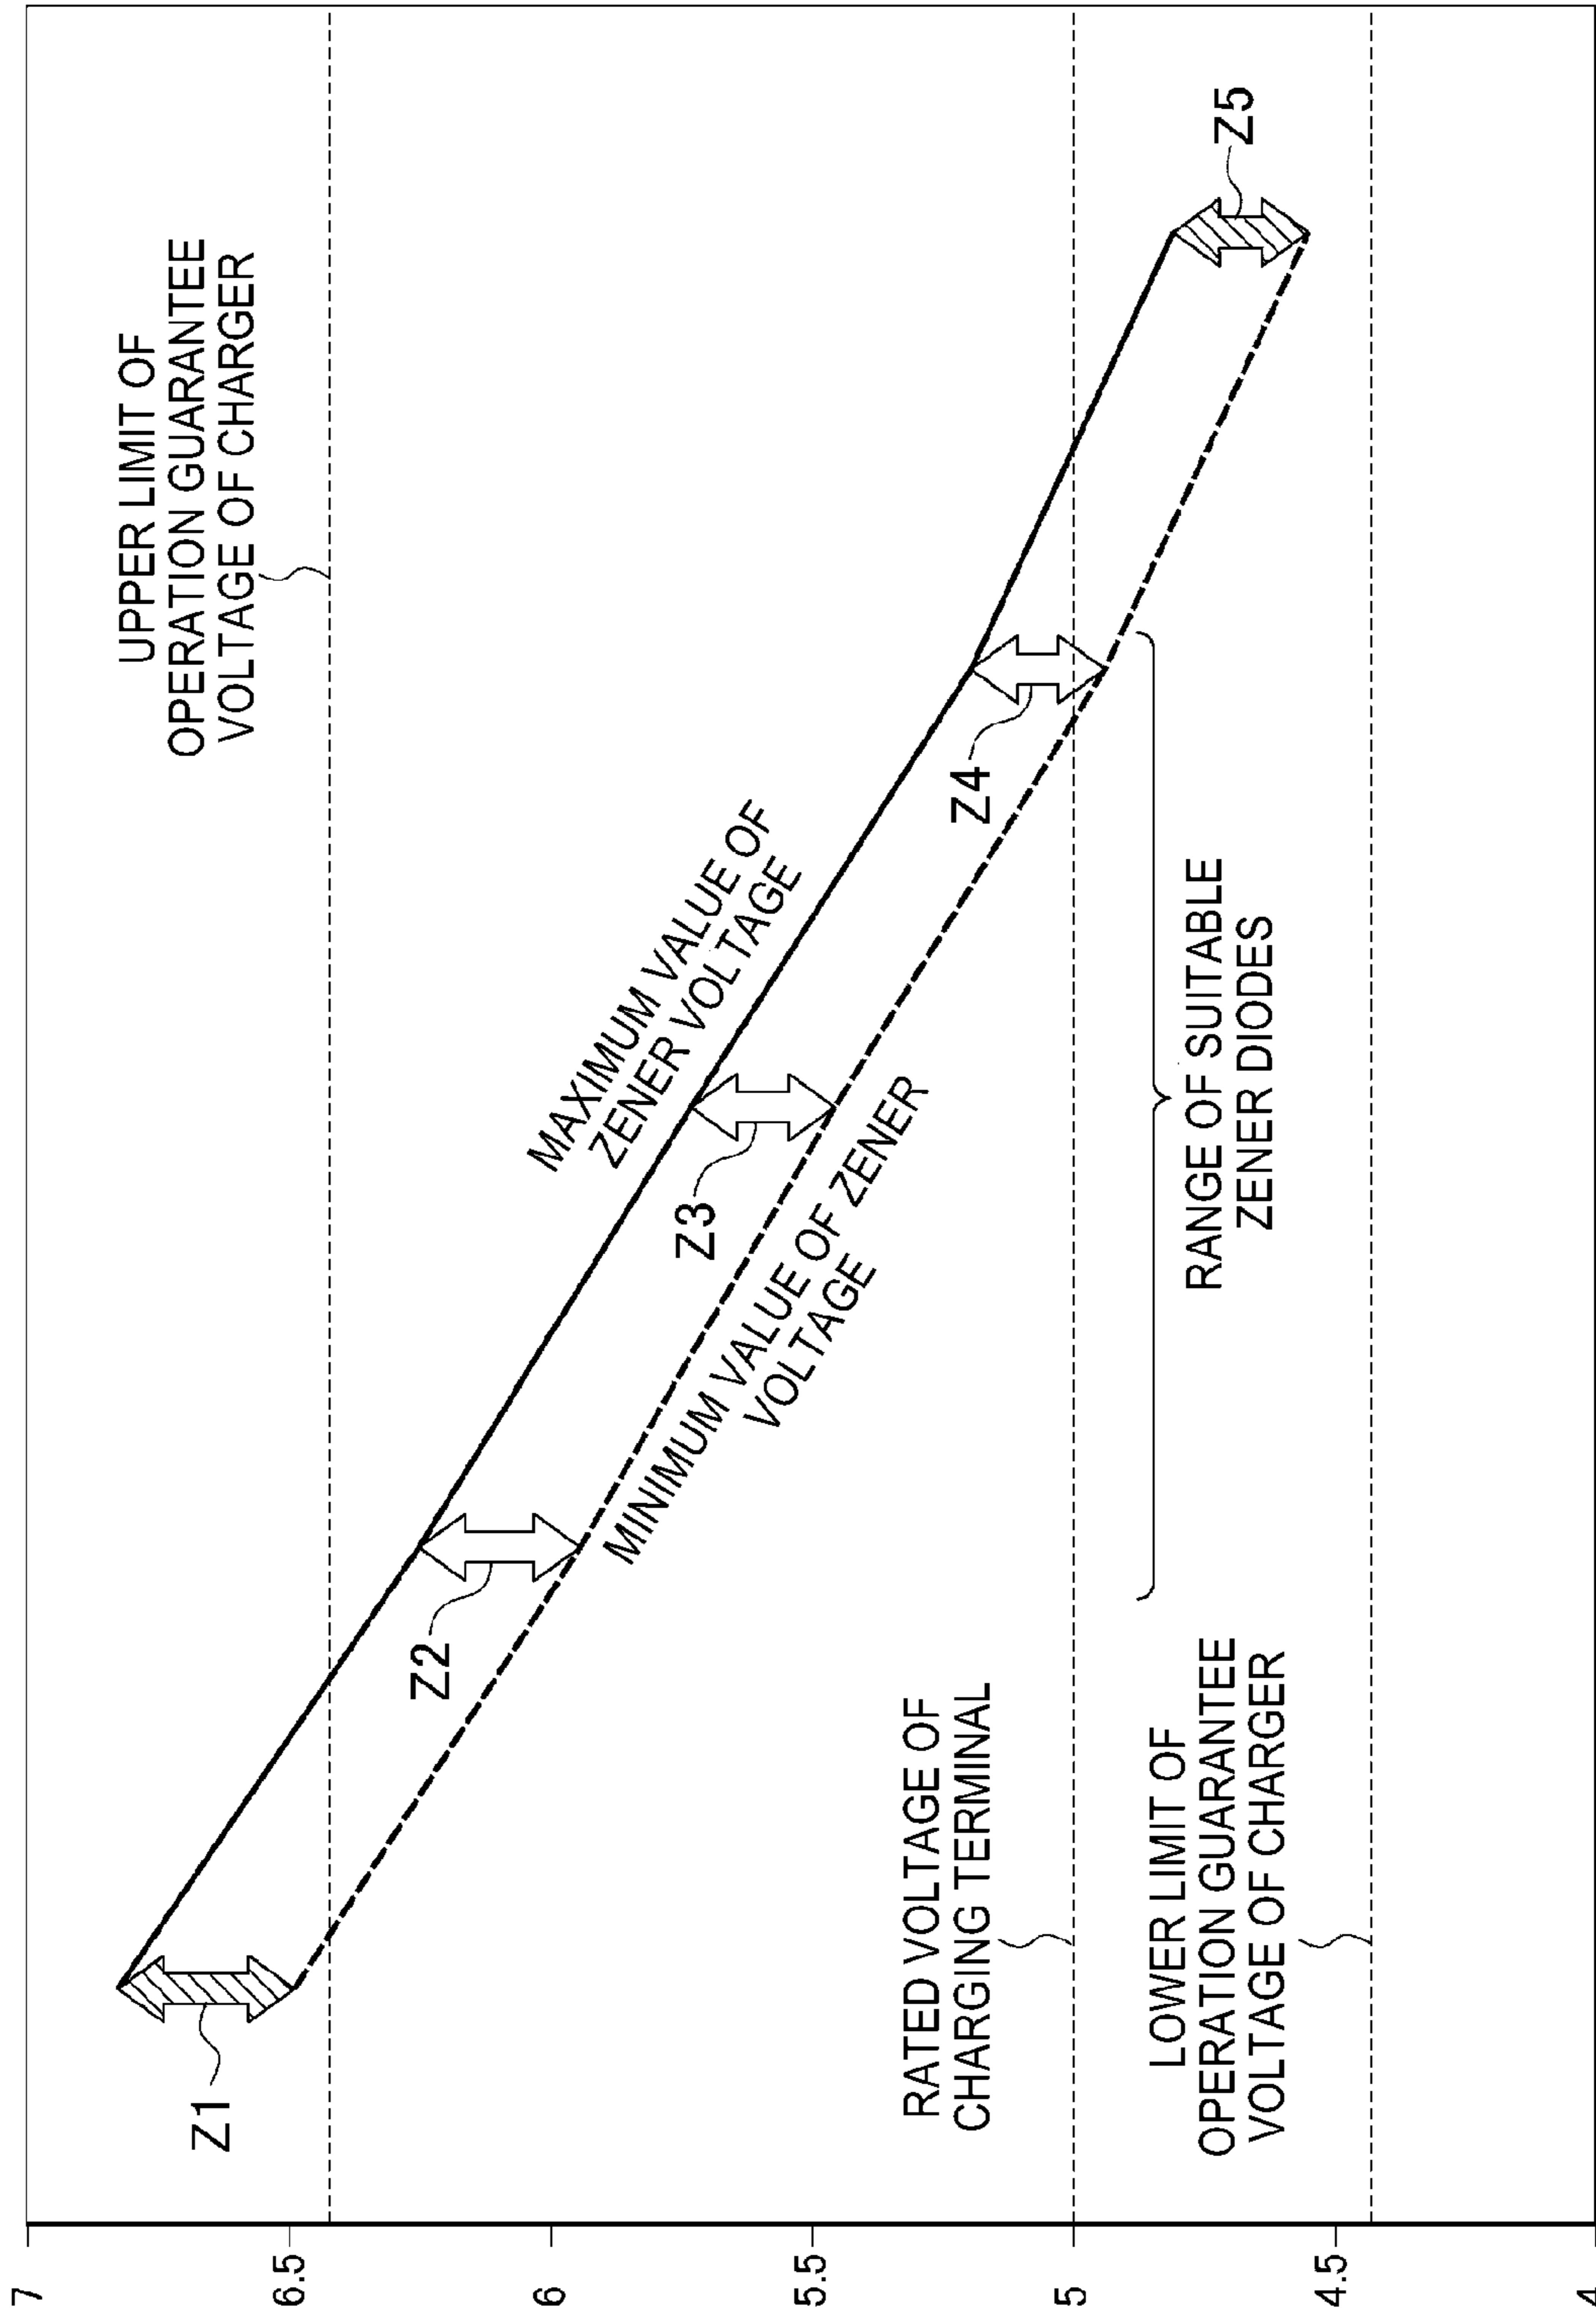 7
6.5
6
5.5
5
4.5
4
UPPER LIMIT OF
OPERATION GUARANTEE
VOLTAGE OF CHARGER
Z1
Z2
Z3
Z4
Z5
MAXIMUM VALUE OF
ZENER VOLTAGE
MINIMUM VALUE OF ZENER
VOLTAGE
RATED VOLTAGE OF
CHARGING TERMINAL
LOWER LIMIT OF
OPERATION GUARANTEE
VOLTAGE OF CHARGER
RANGE OF SUITABLE
ZENER DIODES